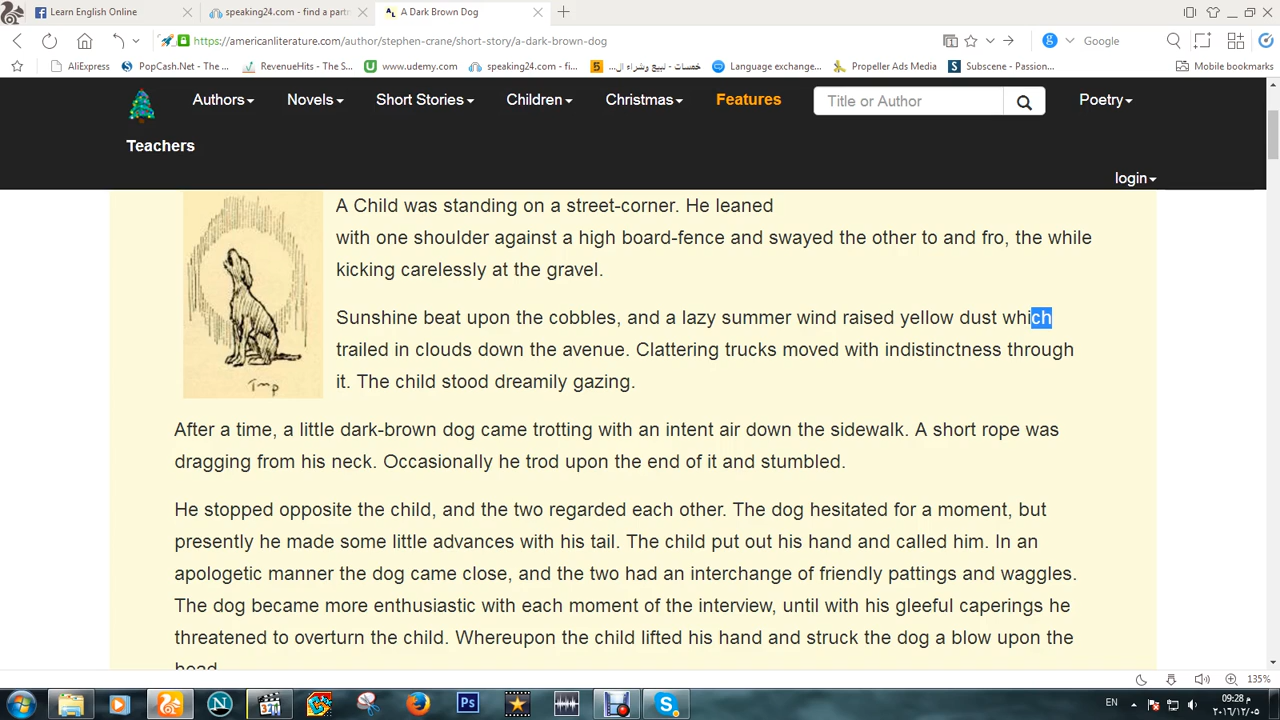 Learn English Online
speaking24.com - find a part
A Dark Brown Dog
https://americanliterature.com/author/stephen-crane/short-story/a-dark-brown-dog
Google
AliExpress
PopCash.Net - The ...
RevenueHits - The S...
www.udemy.com
speaking24.com - fi...
خمسات - لبيع وشراء ال...
Language exchange...
Propeller Ads Media
Subscene - Passion...
Mobile bookmarks
Authors
Novels
Short Stories
Children
Christmas
Features
Title or Author
Poetry
Teachers
login
A Child was standing on a street-corner. He leaned
with one shoulder against a high board-fence and swayed the other to and fro, the while
kicking carelessly at the gravel.
Sunshine beat upon the cobbles, and a lazy summer wind raised yellow dust which
trailed in clouds down the avenue. Clattering trucks moved with indistinctness through
it. The child stood dreamily gazing.
After a time, a little dark-brown dog came trotting with an intent air down the sidewalk. A short rope was
dragging from his neck. Occasionally he trod upon the end of it and stumbled.
He stopped opposite the child, and the two regarded each other. The dog hesitated for a moment, but
presently he made some little advances with his tail. The child put out his hand and called him. In an
apologetic manner the dog came close, and the two had an interchange of friendly pattings and waggles.
The dog became more enthusiastic with each moment of the interview, until with his gleeful caperings he
threatened to overturn the child. Whereupon the child lifted his hand and struck the dog a blow upon the
head.
135%
321
Ps
EN
09:28 م
٢٠١٦/١٢/٠٥